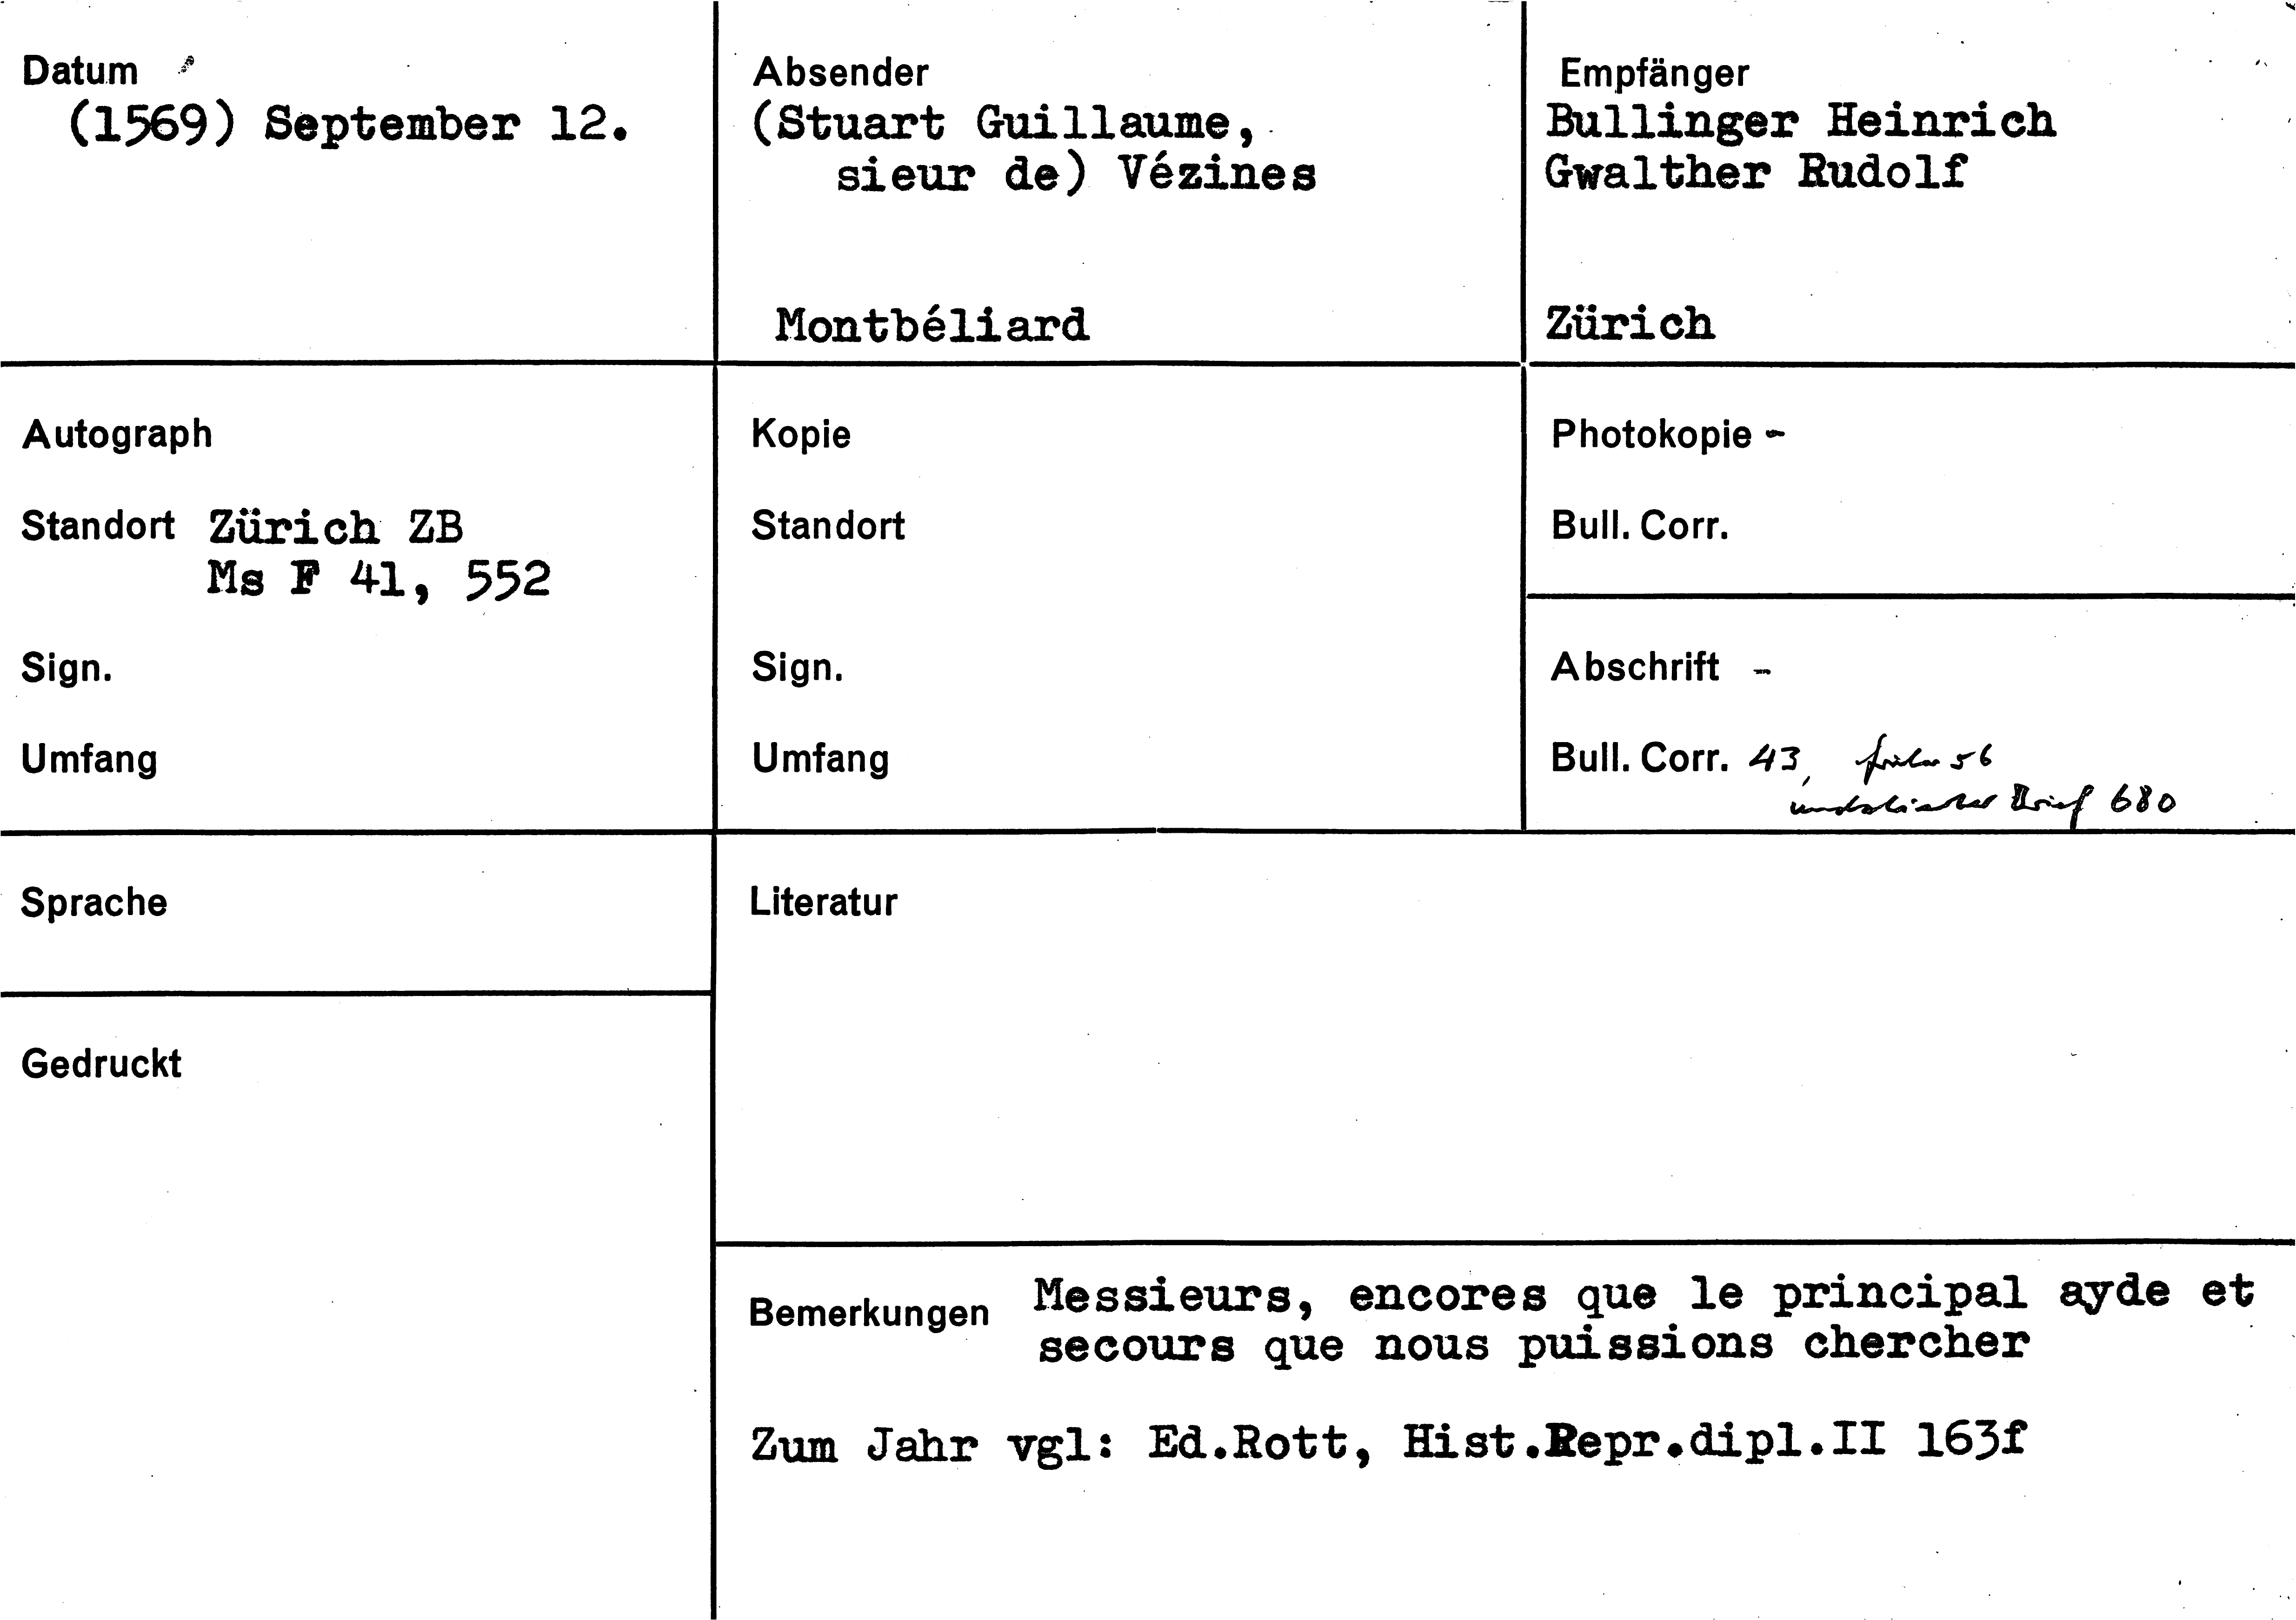 Datum
(1569) September 12.
Absender
(Stuart Guillaume,
sieur de) Vézines
Montbéliard
Empfänger
Bullinger Heinrich
Gwalther Rudolf
Zürich
Autograph
Standort Zürich ZB
Ms F 41, 552
Sign.
Umfang
Kopie
Standort
Sign.
Umfang
Photokopie -
Bull. Corr.
Abschrift -
Bull. Corr. 43, früher 56
undatierter Brief 680
Sprache
Gedruckt
Literatur
Bemerkungen Messieurs, encores que le principal ayde et
secours que nous puissions chercher
Zum Jahr vgl: Ed.Rott, Hist.Repr.dipl.II 163f